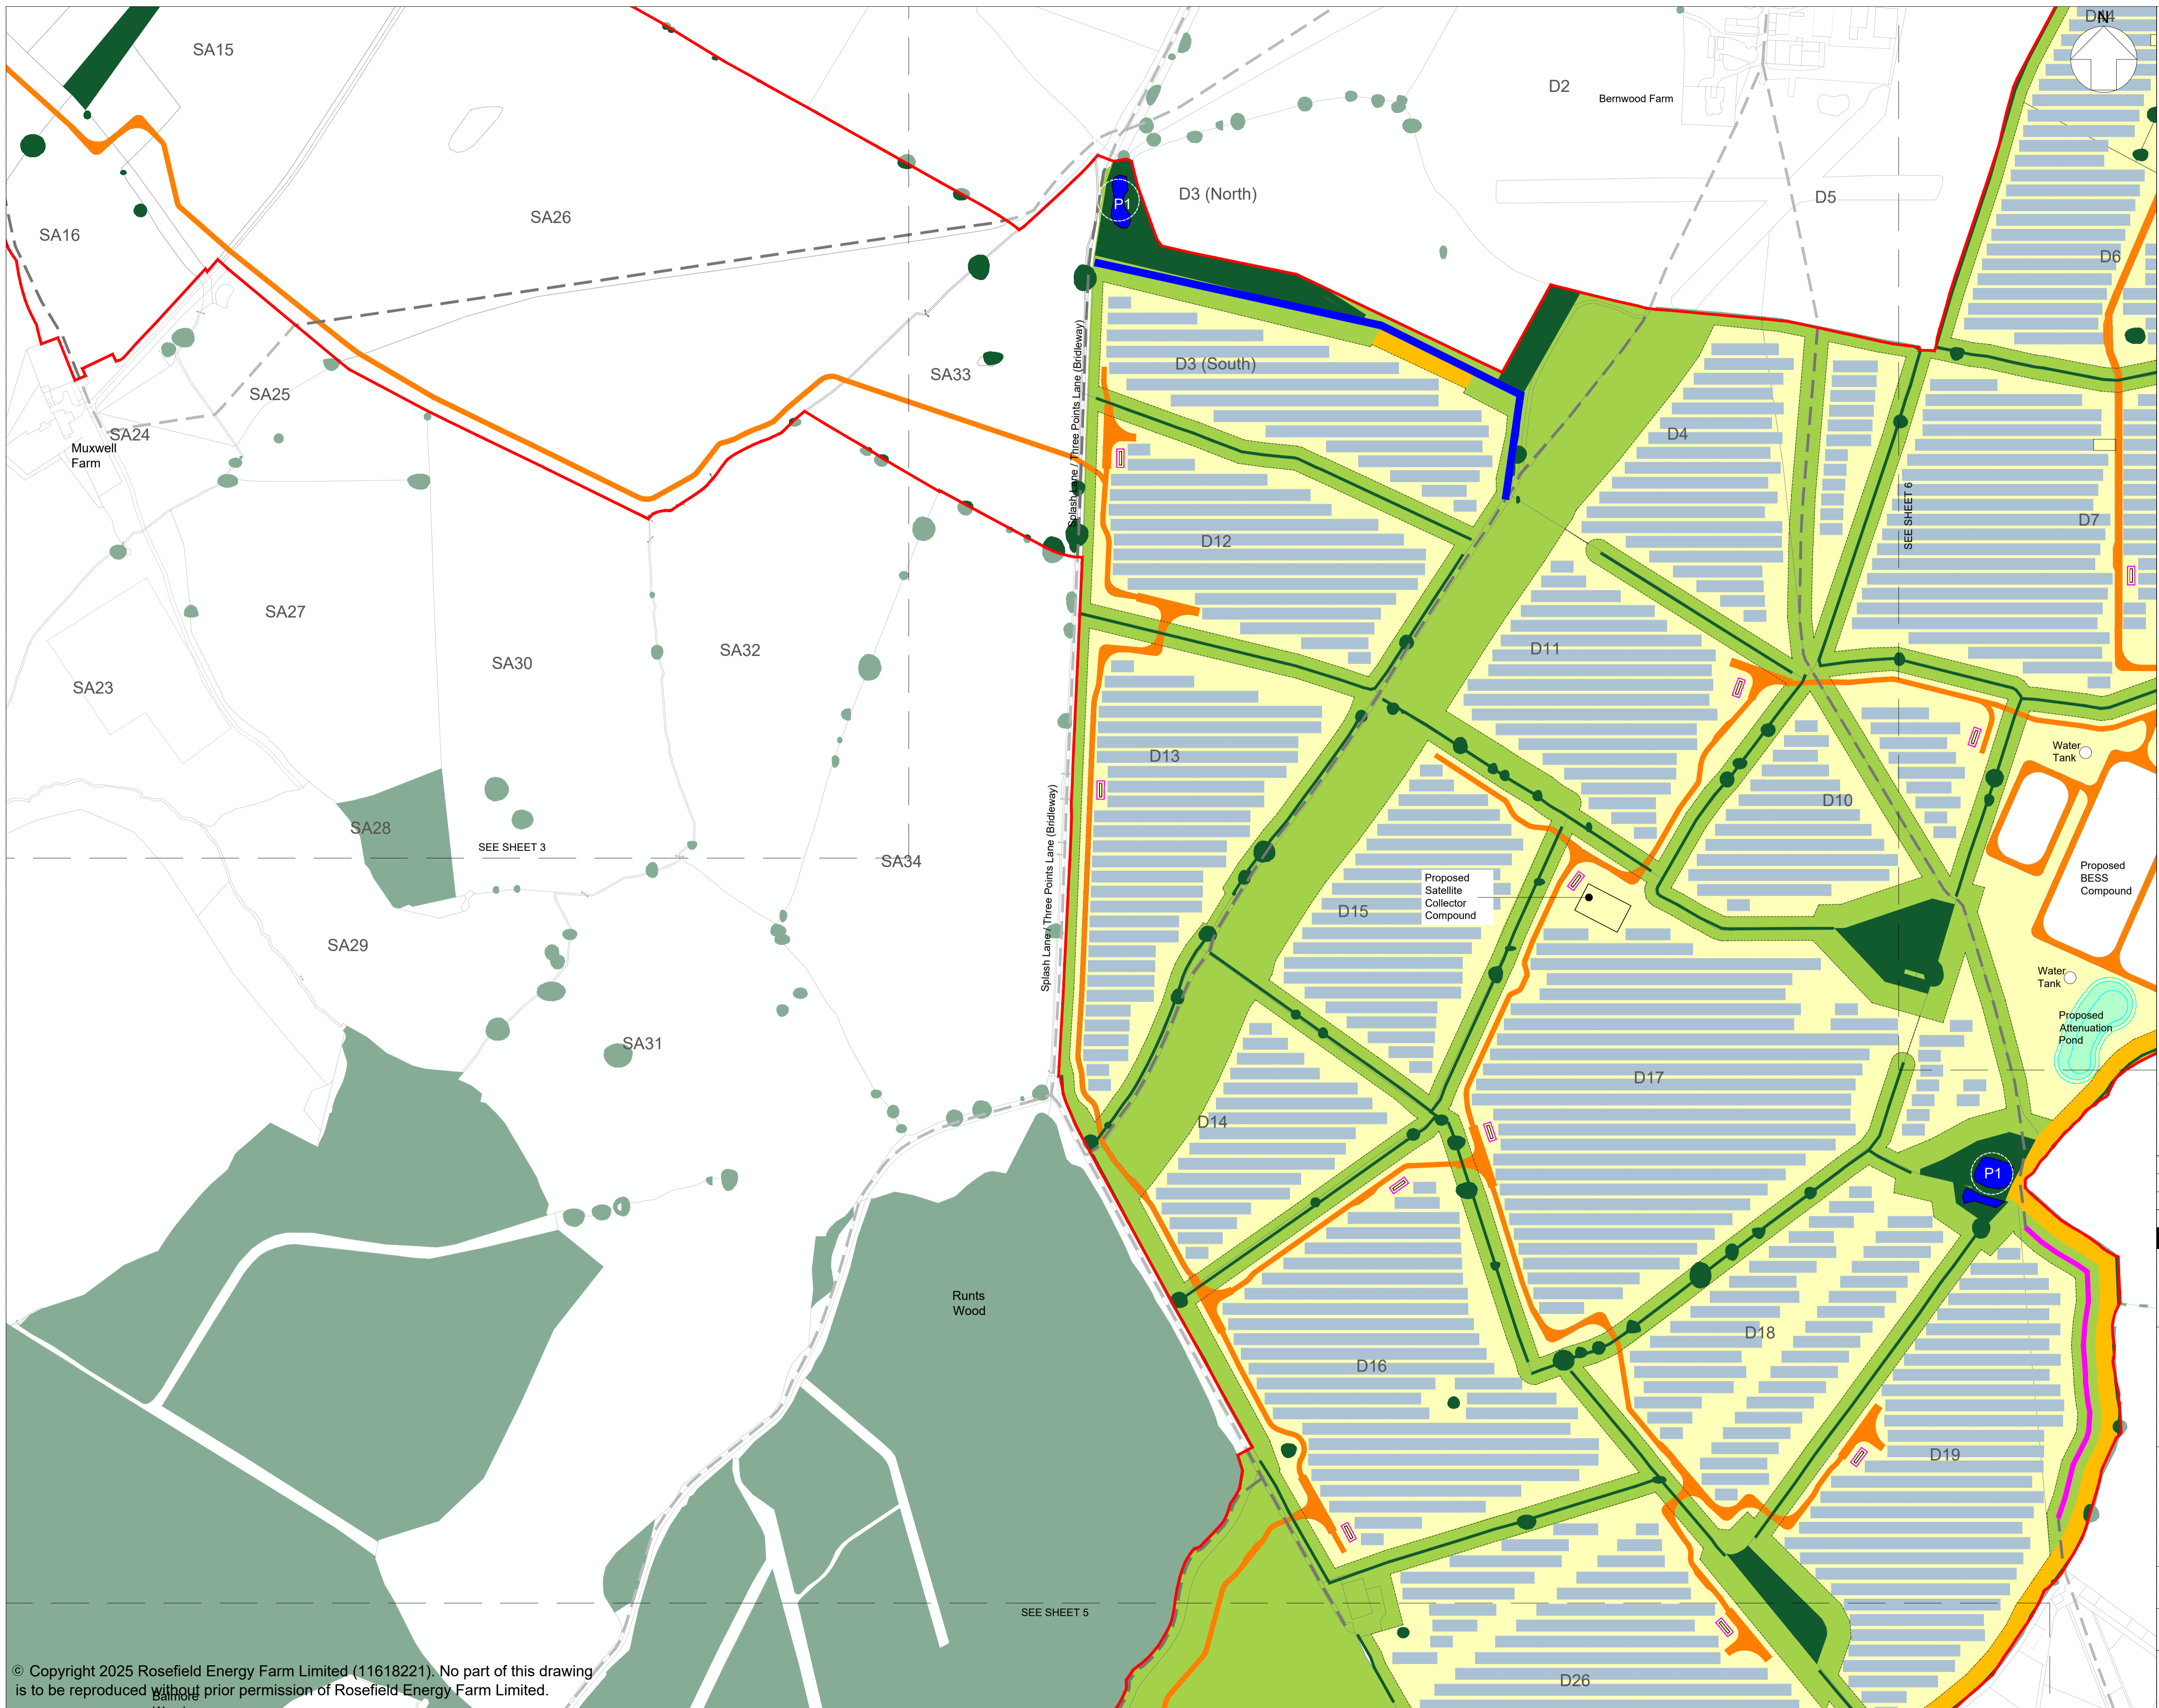 SA15
D44
N
D2
Bernwood Farm
D3 (North)
P1
D5
SA26
SA16
D6
Splash Lane / Three Points Lane (Bridleway)
D3 (South)
SA33
SA25
SA24
Muxwell
Farm
D4
SEE SHEET 6
D7
D12
SA27
SA30
SA32
D11
SA23
D13
Water
Tank
D10
SA28
SEE SHEET 3
SA34
Splash Lane / Three Points Lane (Bridleway)
Proposed
Satellite
Collector
Compound
D15
Proposed
BESS
Compound
SA29
Water
Tank
SA31
Proposed
Attenuation
Pond
D17
D14
P1
Runts
Wood
D18
D16
D19
SEE SHEET 5
D26
© Copyright 2025 Rosefield Energy Farm Limited (11618221). No part of this drawing
is to be reproduced without prior permission of Rosefield Energy Farm Limited.
Balmore